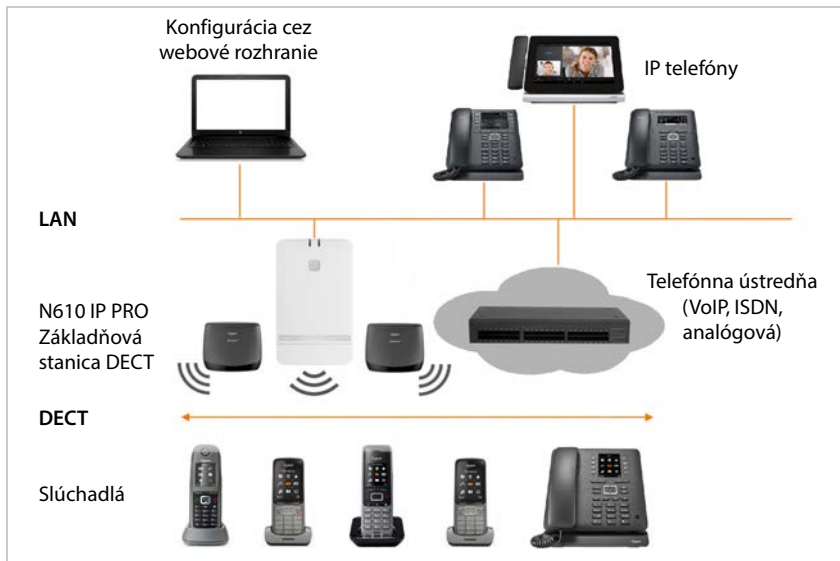 Konfigurácia cez
webové rozhranie
IP telefóny
LAN
N610 IP PRO
Základňová
stanica DECT
Telefónna ústredňa
(VoIP, ISDN,
analógová)
DECT
Slúchadlá